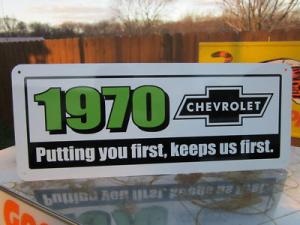 1970
CHEVROLET
Putting you first, keeps us first.